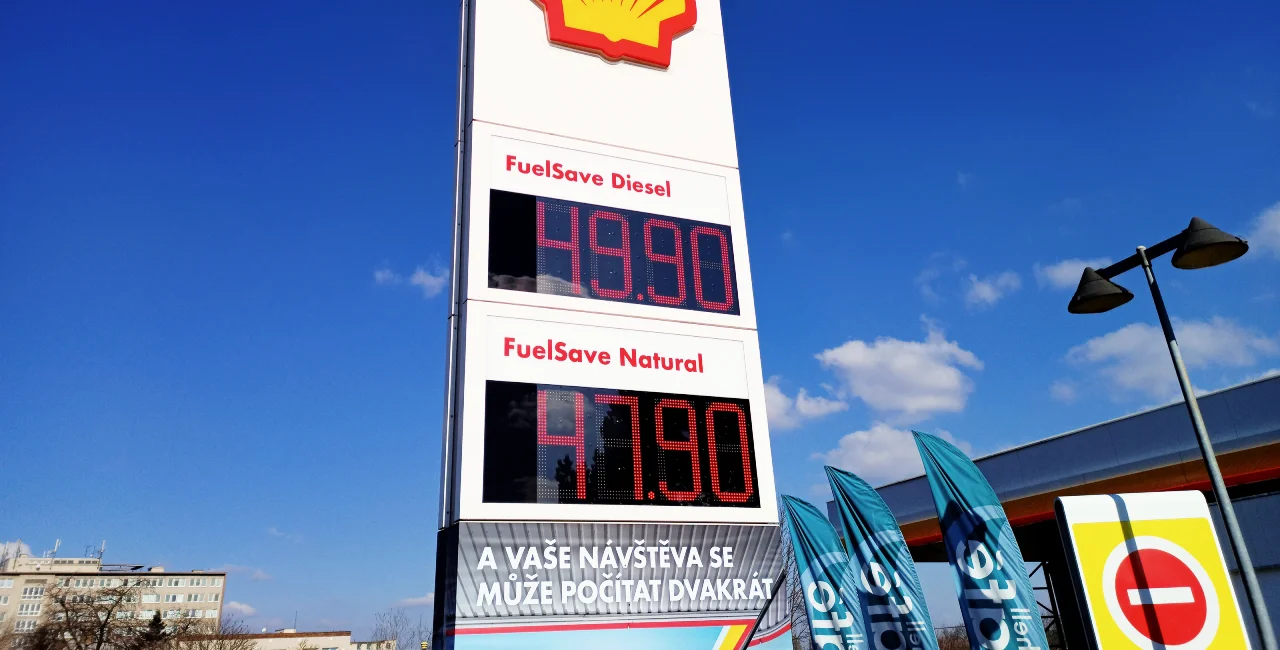 FuelSave Diesel
49.90
FuelSave Natural
47.90
A VAŠE NÁVŠTĚVA SE
MŮŽE POČÍTAT DVAKRÁT